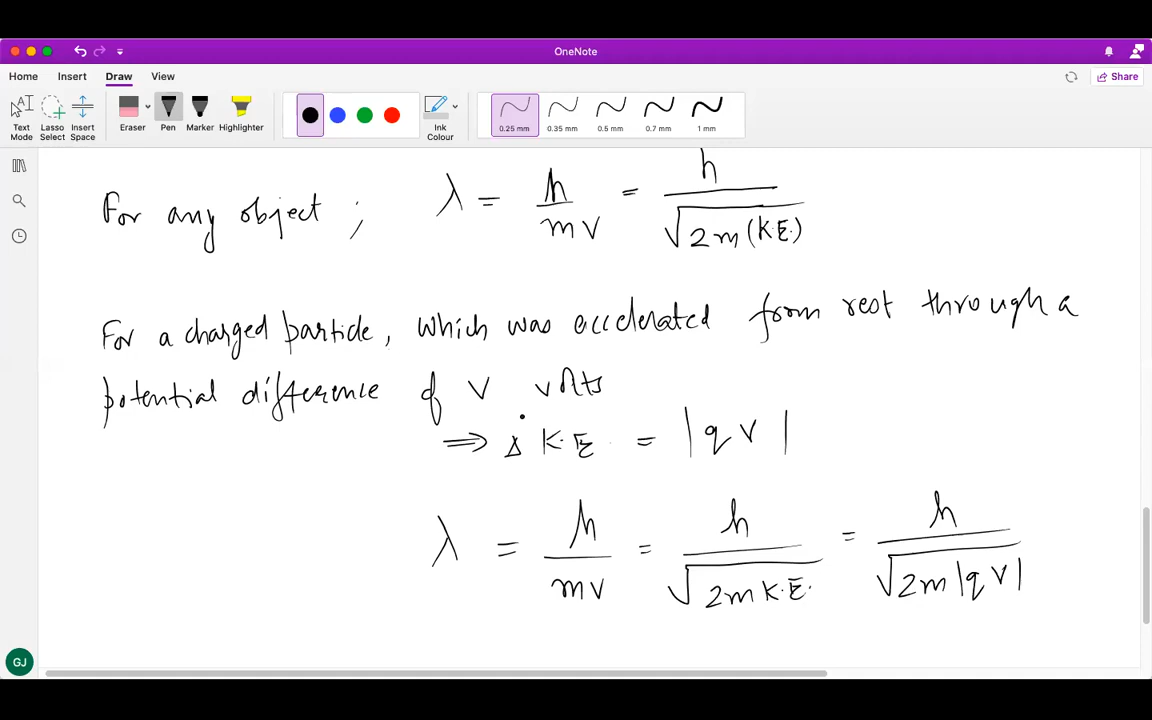 OneNote
Home Insert Draw View
Share
Text Mode
Lasso Select
Insert Space
Eraser
Pen
Marker
Highlighter
Ink Colour
0.25 mm
0.35 mm
0.5 mm
0.7 mm
1 mm
For any object ; λ = h / mv = h / √2m(K.E.)
For a charged particle, which was accelerated from rest through a
potential difference of V volts
⇒ Δ K.E. = |qV|
λ = h / mv = h / √2m K.E. = h / √2m|qV|
GJ